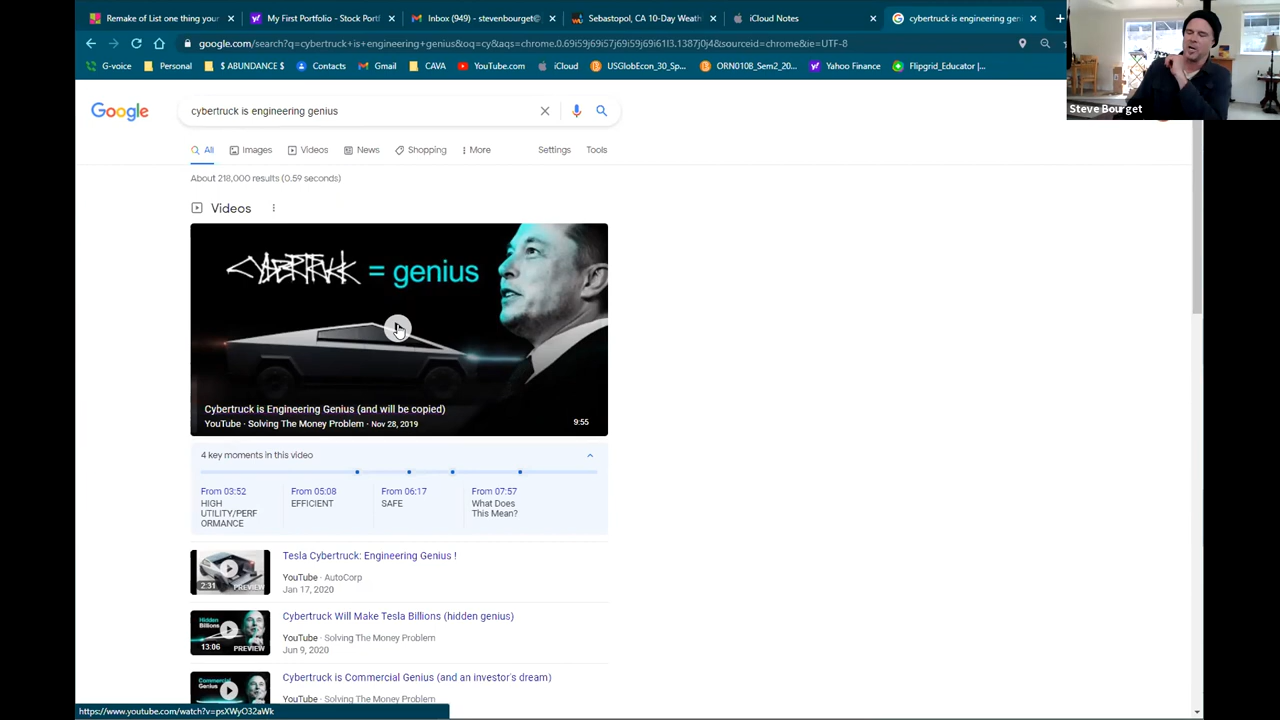 Remake of List one thing your
My First Portfolio - Stock Portf
Inbox (949) - stevenbourget@
Sebastopol, CA 10-Day Weath
iCloud Notes
cybertruck is engineering gen
google.com/search?q=cybertruck+is+engineering+genius&oq=cy&aqs=chrome.0.69i59j69i57j69i59j69i61l3.1387j0j4&sourceid=chrome&ie=UTF-8
G-voice
Personal
$ ABUNDANCE $
Contacts
Gmail
CAVA
YouTube.com
iCloud
USGlobEcon_30_Sp...
ORN010B_Sem2_20...
Yahoo Finance
Flipgrid_Educator |...
Steve Bourget
Google
cybertruck is engineering genius
All
Images
Videos
News
Shopping
More
Settings
Tools
About 218,000 results (0.59 seconds)
Videos
CYBERTRUCK = genius
Cybertruck is Engineering Genius (and will be copied)
YouTube · Solving The Money Problem · Nov 28, 2019
9:55
4 key moments in this video
From 03:52
HIGH
UTILITY/PERF
ORMANCE
From 05:08
EFFICIENT
From 06:17
SAFE
From 07:57
What Does
This Mean?
2:31
PREVIEW
Tesla Cybertruck: Engineering Genius !
YouTube · AutoCorp
Jan 17, 2020
Hidden
Billions
13:06
PREVIEW
Cybertruck Will Make Tesla Billions (hidden genius)
YouTube · Solving The Money Problem
Jun 9, 2020
Commercial
Genius
Cybertruck is Commercial Genius (and an investor's dream)
YouTube · Solving The Money Problem
https://www.youtube.com/watch?v=psXWyO32aWk